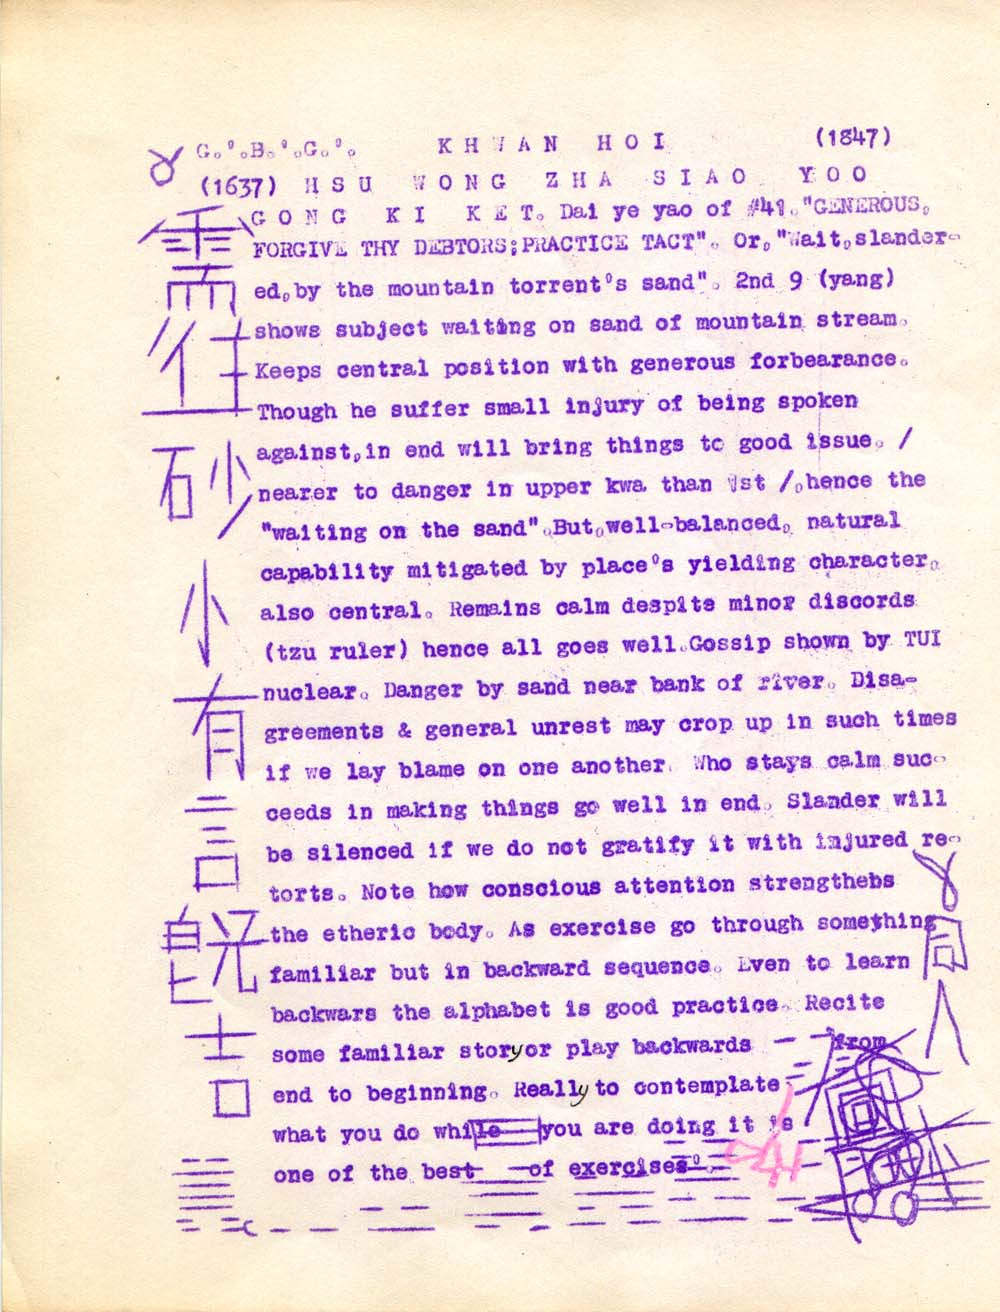 G.°.B.°.G.°. KHWAN HOI (1847)
(1637) HSU WONG ZHA SIAO YOO
GONG KI KET. Dai ye yao of #41."GENEROUS,
FORGIVE THY DEBTORS;PRACTICE TACT". Or,"Wait,slander-
ed,by the mountain torrent's sand". 2nd 9 (yang)
shows subject waiting on sand of mountain stream.
Keeps central position with generous forbearance.
Though he suffer small injury of being spoken
against,in end will bring things to good issue. /
nearer to danger in upper kwa than 1st /,hence the
"waiting on the sand".But,well-balanced, natural
capability mitigated by place's yielding character,
also central. Remains calm despite minor discords
(tzu ruler) hence all goes well.Gossip shown by TUI
nuclear. Danger by sand near bank of river. Disa-
greements & general unrest may crop up in such times
if we lay blame on one another. Who stays calm suc-
ceeds in making things go well in end. Slander will
be silenced if we do not gratify it with injured re-
torts. Note how conscious attention strengthebs
the etheric body. As exercise go through something
familiar but in backward sequence. Even to learn
backwars the alphabet is good practice. Recite
some familiar story or play backwards from
end to beginning. Really to contemplate
what you do while you are doing it is
one of the best of exercises.
需
而
于
沙
小
有
言
吉